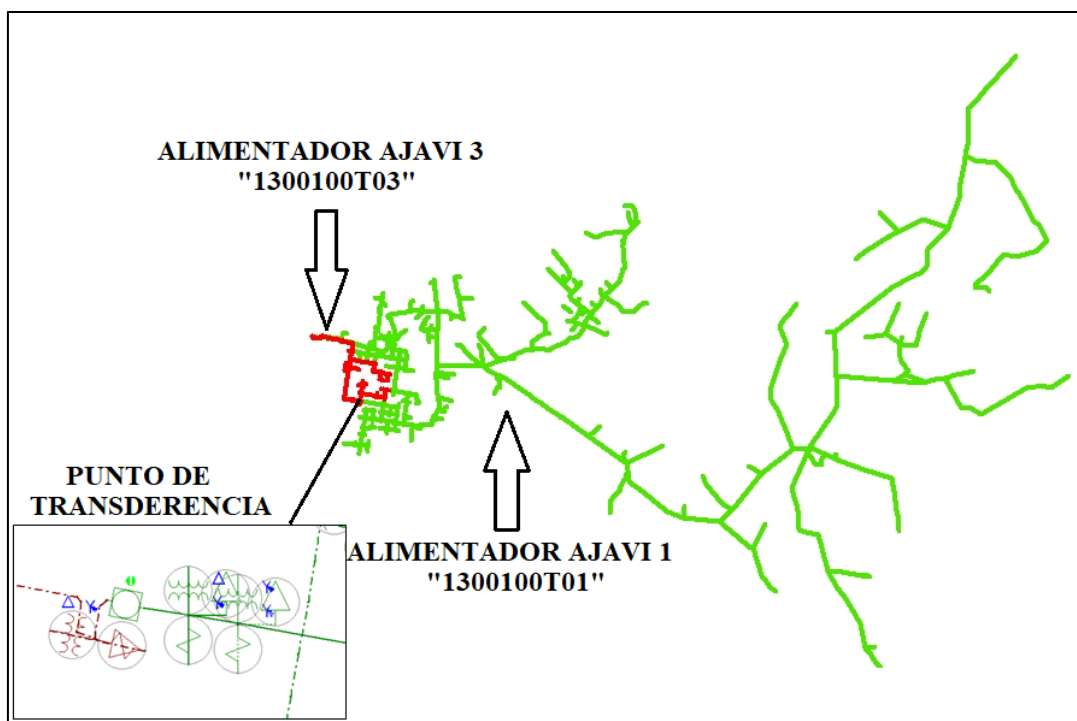 ALIMENTADOR AJAVI 3
"1300100T03"
PUNTO DE
TRANSDERENCIA
ALIMENTADOR AJAVI 1
"1300100T01"